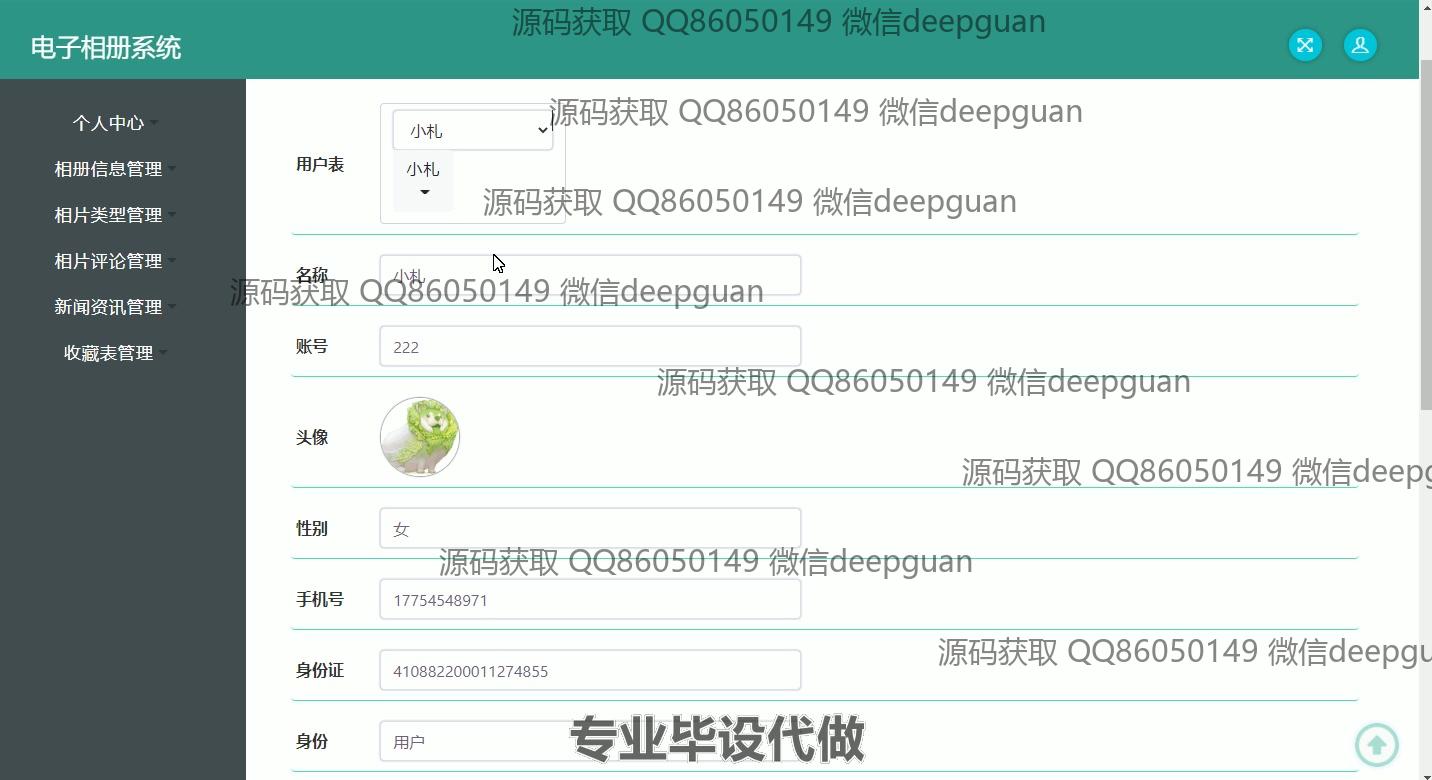 源码获取 QQ86050149 微信deepguan
电子相册系统
个人中心
相册信息管理
相片类型管理
相片评论管理
新闻资讯管理
收藏表管理
源码获取 QQ86050149 微信deepguan
用户表
小札
小札
源码获取 QQ86050149 微信deepguan
名称
小札
源码获取 QQ86050149 微信deepguan
账号
222
源码获取 QQ86050149 微信deepguan
头像
源码获取 QQ86050149 微信deepg
性别
女
源码获取 QQ86050149 微信deepguan
手机号
17754548971
源码获取 QQ86050149 微信deepgu
身份证
410882200011274855
身份
用户
专业毕设代做